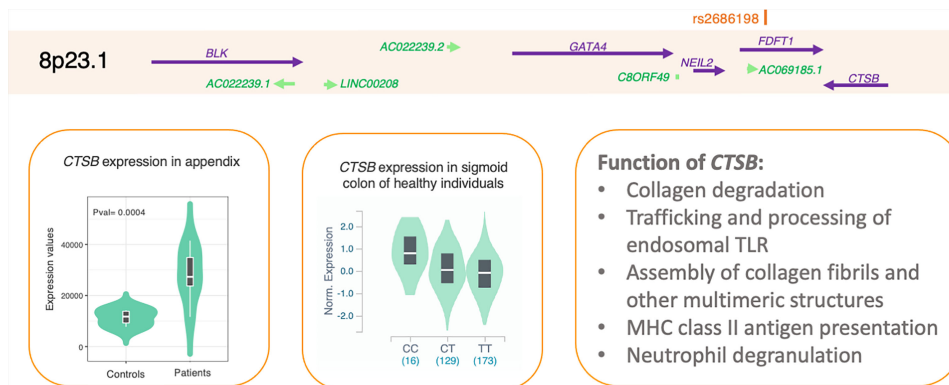 rs2686198
8p23.1
BLK
AC022239.2
GATA4
FDFT1
NEIL2
AC022239.1
LINC00208
C8ORF49
AC069185.1
CTSB
CTSB expression in appendix
Pval= 0.0004
Expression values
40000
20000
0
Controls
Patients
CTSB expression in sigmoid
colon of healthy individuals
Norm. Expression
2.0
1.0
0.0
-1.0
-2.0
CC
CT
TT
(16)
(129)
(173)
Function of CTSB:
• Collagen degradation
• Trafficking and processing of
endosomal TLR
• Assembly of collagen fibrils and
other multimeric structures
• MHC class II antigen presentation
• Neutrophil degranulation